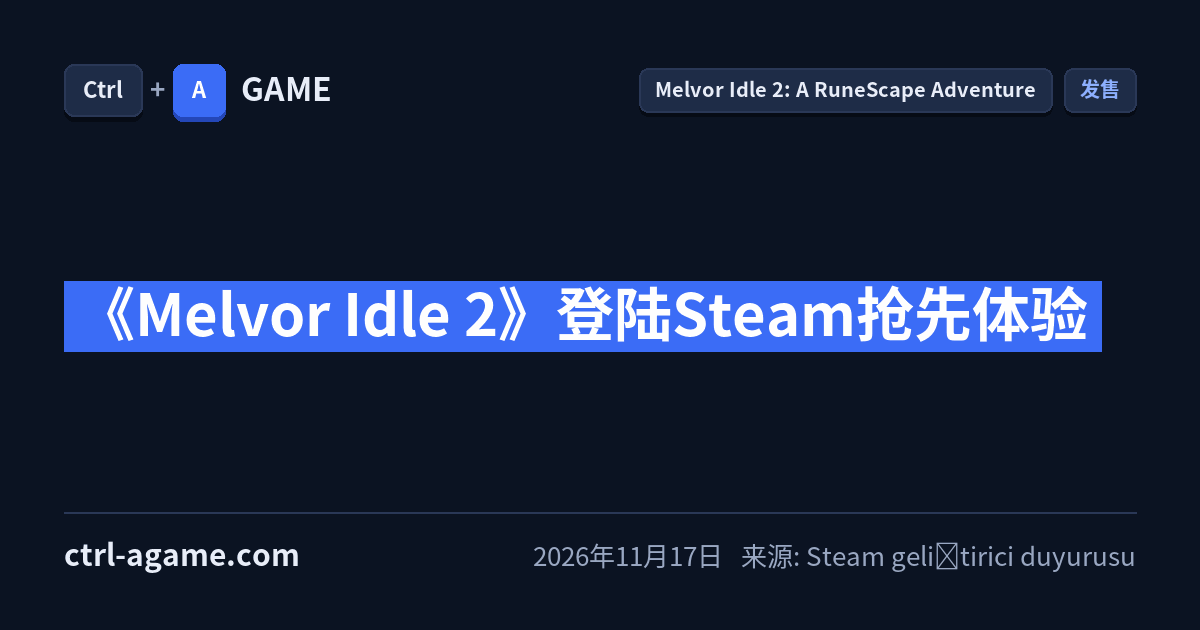 Ctrl + A GAME
Melvor Idle 2: A RuneScape Adventure 发售
《Melvor Idle 2》登陆Steam抢先体验
ctrl-agame.com
2026年11月17日 来源: Steam duyurusu